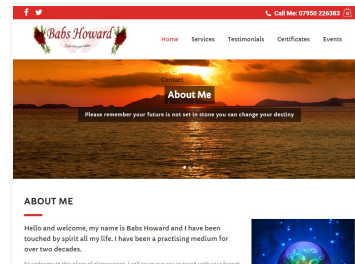 Call Me: 07950 226383
Babs Howard
Home Services Testimonials Certificates Events
Contact
About Me
Please remember your future is not set in stone you can change your destiny
ABOUT ME
Hello and welcome, my name is Babs Howard and I have been
touched by spirit all my life. I have been a practising medium for
over two decades.